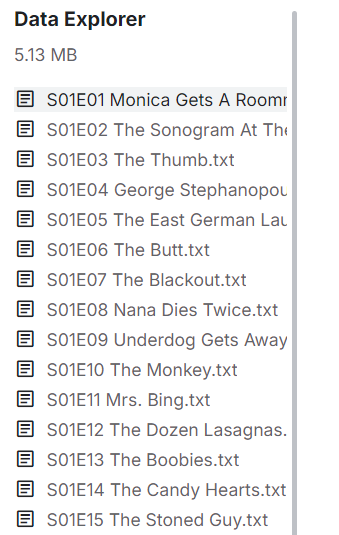 Data Explorer
5.13 MB
S01E01 Monica Gets A Roomr
S01E02 The Sonogram At The
S01E03 The Thumb.txt
S01E04 George Stephanopou
S01E05 The East German Lau
S01E06 The Butt.txt
S01E07 The Blackout.txt
S01E08 Nana Dies Twice.txt
S01E09 Underdog Gets Away
S01E10 The Monkey.txt
S01E11 Mrs. Bing.txt
S01E12 The Dozen Lasagnas.
S01E13 The Boobies.txt
S01E14 The Candy Hearts.txt
S01E15 The Stoned Guy.txt